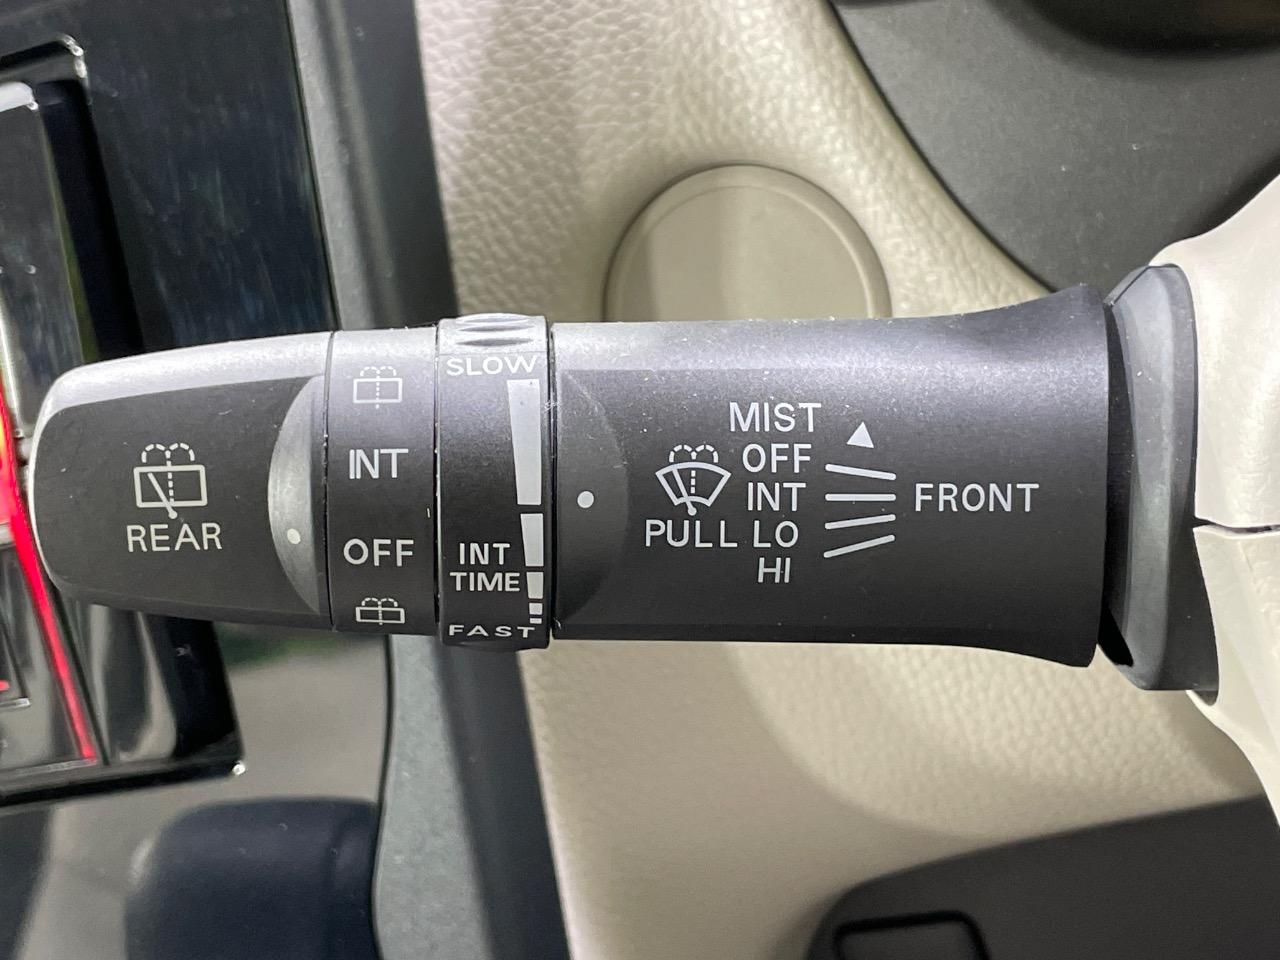 REAR
INT
OFF
SLOW
INT
TIME
FAST
MIST
OFF
INT
PULL LO
HI
FRONT